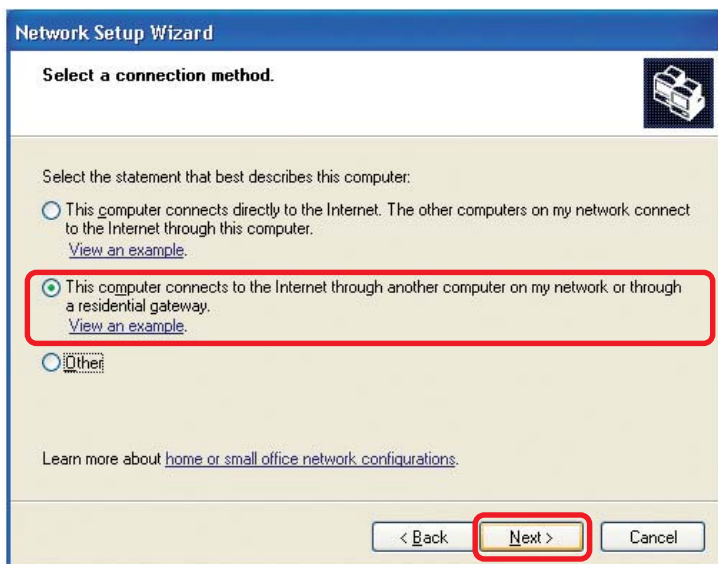 Network Setup Wizard
Select a connection method.
Select the statement that best describes this computer:
This computer connects directly to the Internet. The other computers on my network connect
to the Internet through this computer.
View an example.
This computer connects to the Internet through another computer on my network or through
a residential gateway.
View an example.
Other
Learn more about home or small office network configurations.
< Back Next > Cancel